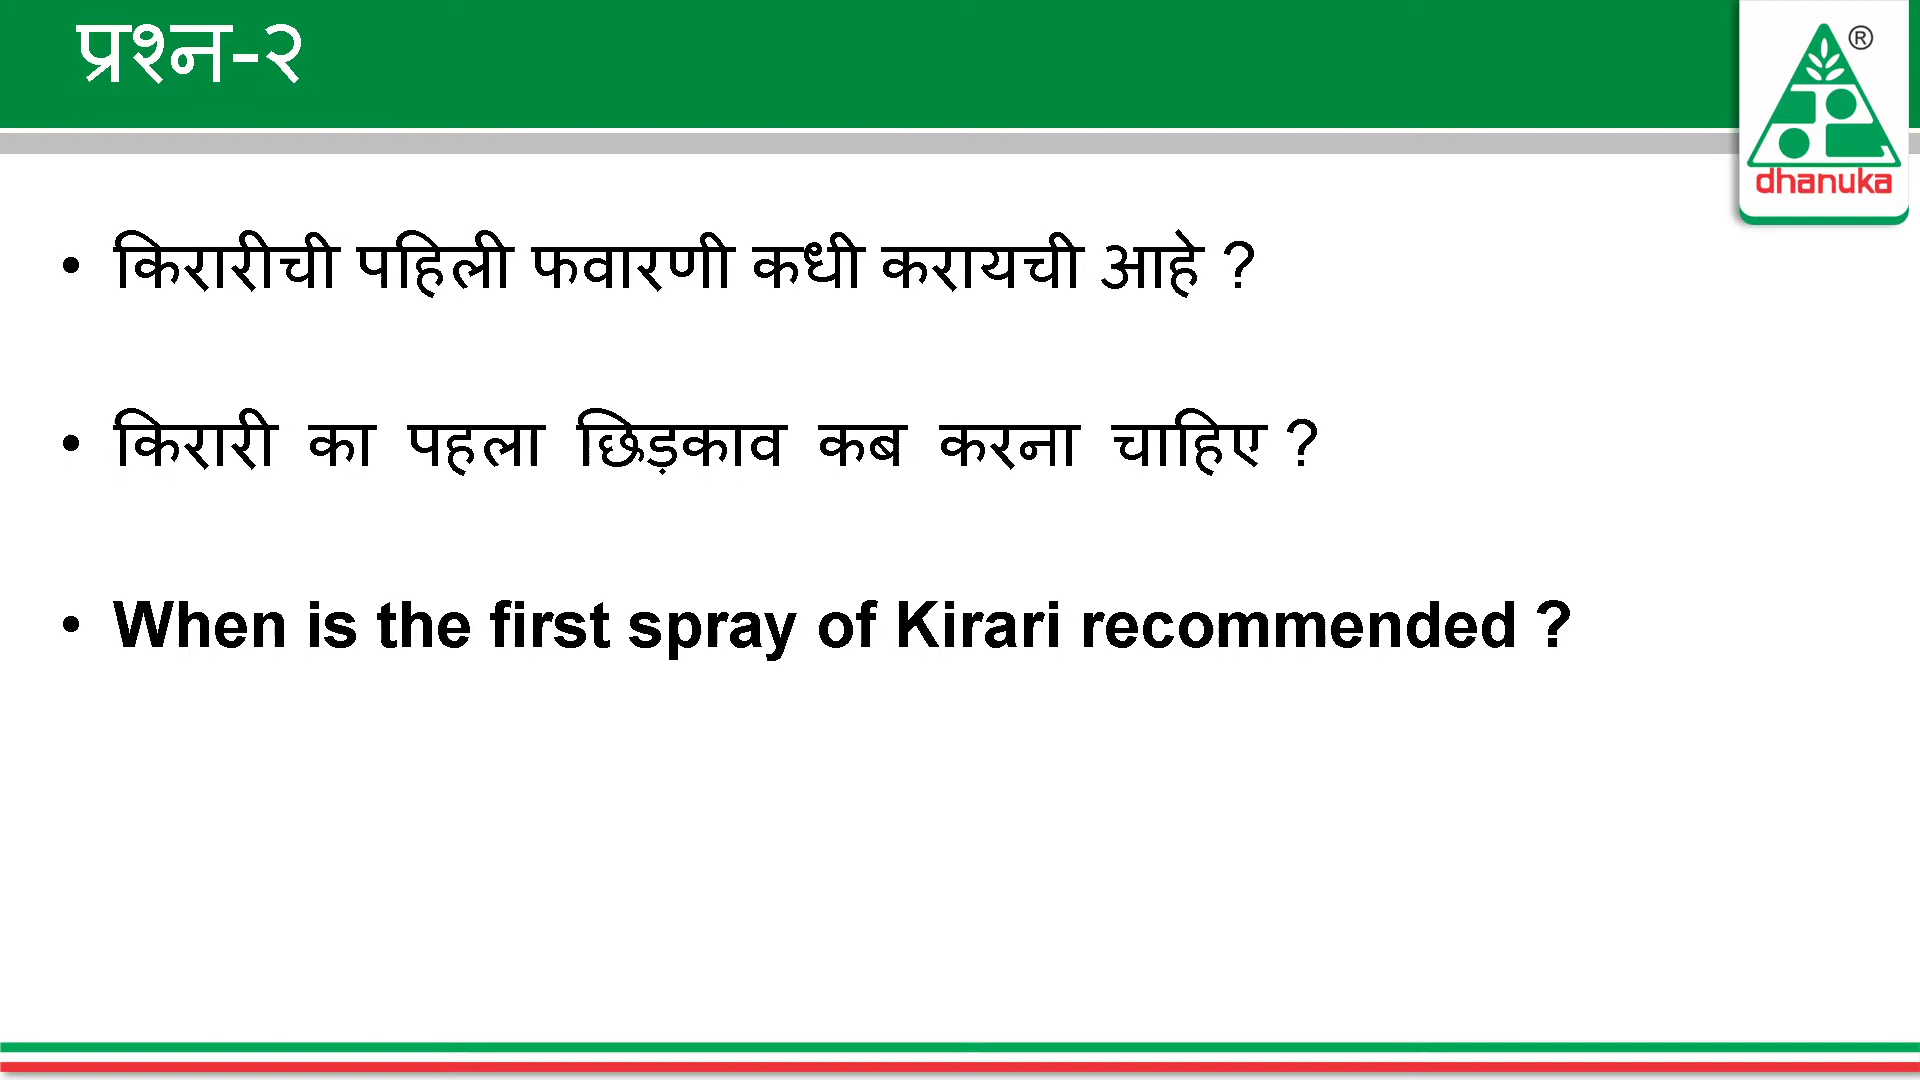 प्रश्न-२
®
dhanuka
• किरारीची पहिली फवारणी कधी करायची आहे ?
• किरारी का पहला छिड़काव कब करना चाहिए ?
• When is the first spray of Kirari recommended ?